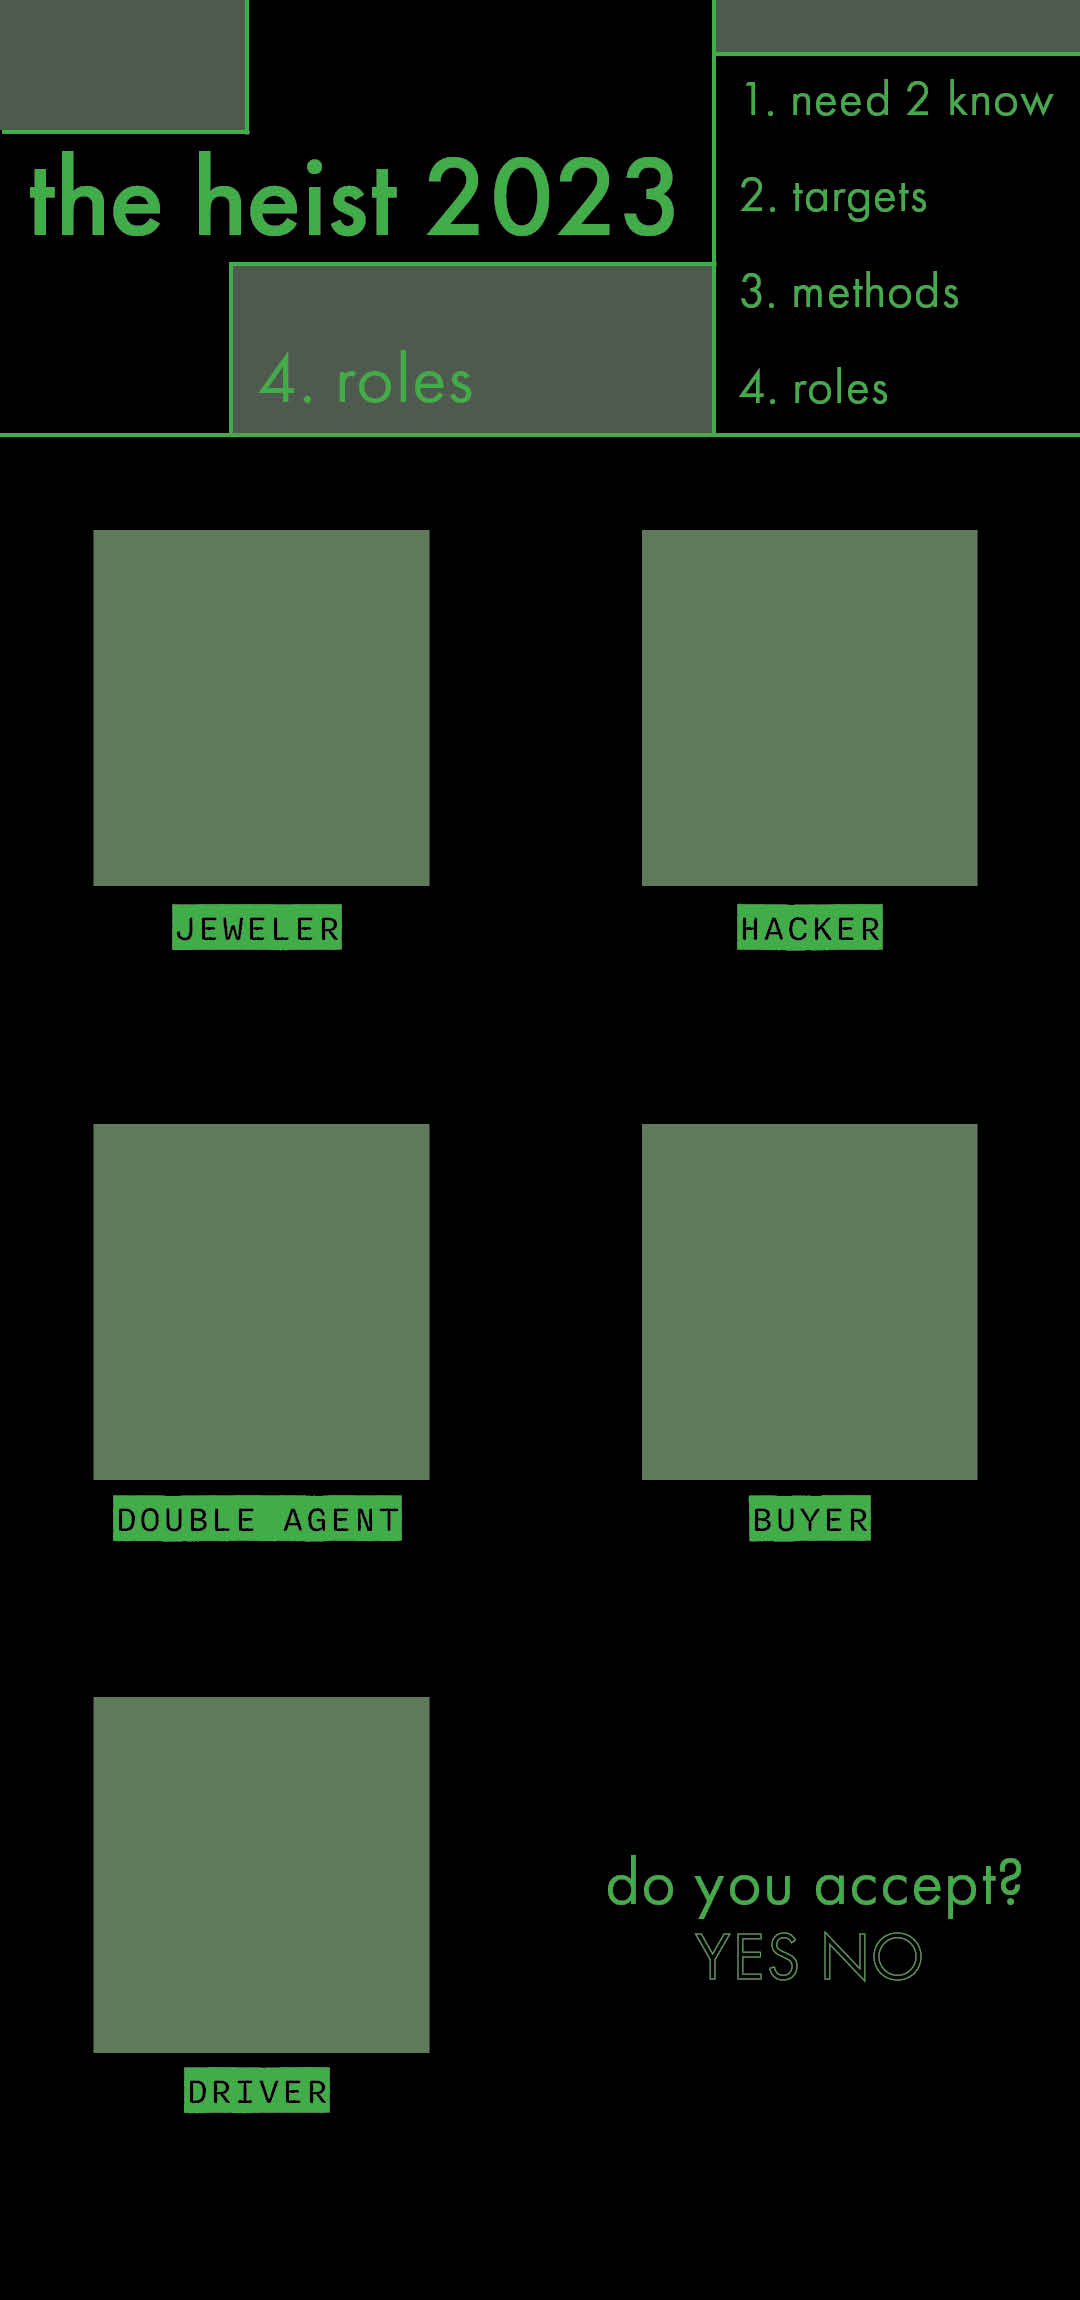 the heist 2023
4. roles
1. need 2 know
2. targets
3. methods
4. roles
JEWELER
HACKER
DOUBLE AGENT
BUYER
DRIVER
do you accept?
YES NO